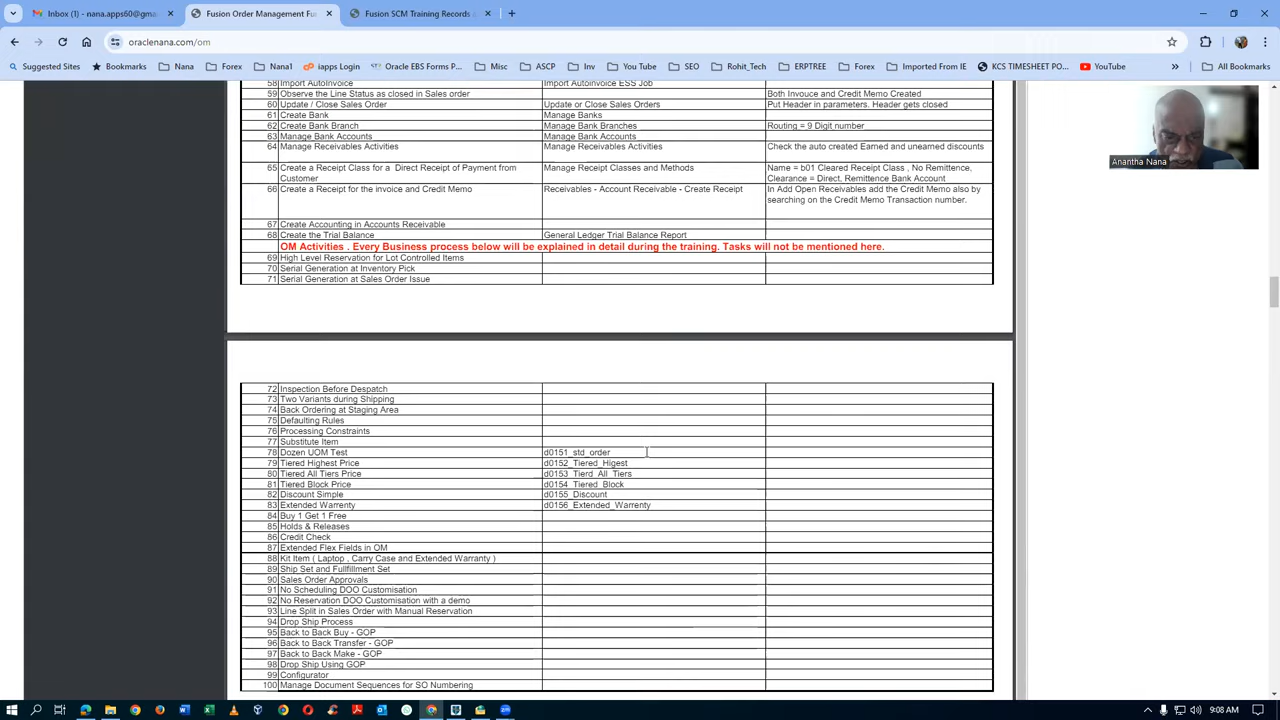 Inbox (1) - nana.apps60@gmai
Fusion Order Management Fu
Fusion SCM Training Records
oraclenana.com/om
Suggested Sites
Bookmarks
Nana
Forex
Nana1
iapps Login
Oracle EBS Forms P...
Misc
ASCP
Inv
You Tube
SEO
Rohit_Tech
ERPTREE
Forex
Imported From IE
KCS TIMESHEET PO...
YouTube
»
All Bookmarks
58 Import AutoInvoice Import Autoinvoice ESS Job
59 Observe the Line Status as closed in Sales order Both Invouce and Credit Memo Created
60 Update / Close Sales Order Update or Close Sales Orders Put Header in parameters. Header gets closed
61 Create Bank Manage Banks
62 Create Bank Branch Manage Bank Branches Routing = 9 Digit number
63 Manage Bank Accounts Manage Bank Accounts
64 Manage Receivables Activities Manage Receivables Activities Check the auto created Earned and unearned discounts
65 Create a Receipt Class for a Direct Receipt of Payment from Manage Receipt Classes and Methods Name = b01 Cleared Receipt Class , No Remittence,
Customer Clearance = Direct. Remittence Bank Account
66 Create a Receipt for the invoice and Credit Memo Receivables - Account Receivable - Create Receipt In Add Open Receivables add the Credit Memo also by
searching on the Credit Memo Transaction number.
67 Create Accounting in Accounts Receivable
68 Create the Trial Balance General Ledger Trial Balance Report
OM Activities . Every Business process below will be explained in detail during the training. Tasks will not be mentioned here.
69 High Level Reservation for Lot Controlled Items
70 Serial Generation at Inventory Pick
71 Serial Generation at Sales Order Issue
72 Inspection Before Despatch
73 Two Variants during Shipping
74 Back Ordering at Staging Area
75 Defaulting Rules
76 Processing Constraints
77 Substitute Item
78 Dozen UOM Test d0151_std_order
79 Tiered Highest Price d0152_Tiered_Higest
80 Tiered All Tiers Price d0153_Tierd_All_Tiers
81 Tiered Block Price d0154_Tiered_Block
82 Discount Simple d0155_Discount
83 Extended Warrenty d0156_Extended_Warrenty
84 Buy 1 Get 1 Free
85 Holds & Releases
86 Credit Check
87 Extended Flex Fields in OM
88 Kit Item ( Laptop , Carry Case and Extended Warranty )
89 Ship Set and Fullfillment Set
90 Sales Order Approvals
91 No Scheduling DOO Customisation
92 No Reservation DOO Customisation with a demo
93 Line Split in Sales Order with Manual Reservation
94 Drop Ship Process
95 Back to Back Buy - GOP
96 Back to Back Transfer - GOP
97 Back to Back Make - GOP
98 Drop Ship Using GOP
99 Configurator
100 Manage Document Sequences for SO Numbering
Anantha Nana
9:08 AM